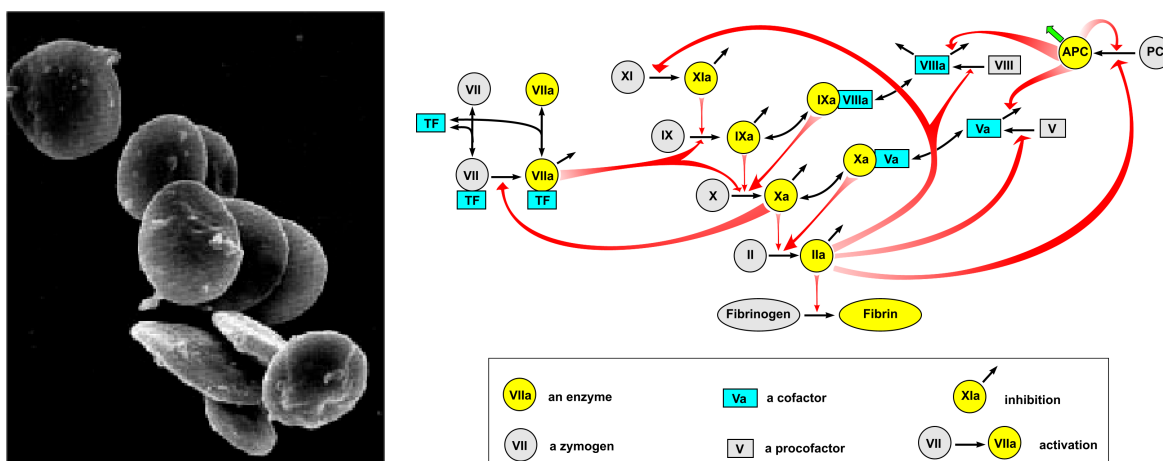 XI
XIa
VII
VIIa
TF
VII
TF
VIIa
TF
IX
IXa
IXa
VIIIa
VIIIa
VIII
APC
PC
X
Xa
Xa
Va
Va
V
II
IIa
Fibrinogen
Fibrin
VIIa an enzyme
Va a cofactor
XIa inhibition
VII a zymogen
V a procofactor
VII VIIa activation